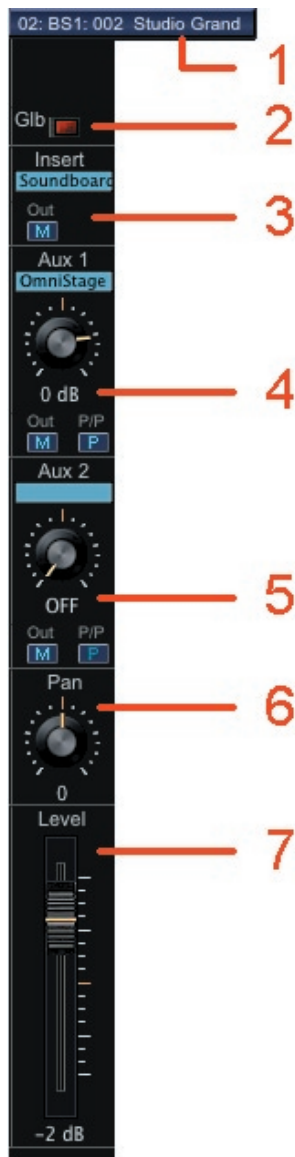 02: BS1: 002 Studio Grand
1
Glb
2
Insert
Soundboard
Out
3
M
Aux 1
OmniStage
0 dB
4
Out P/P
M P
Aux 2
OFF
5
Out P/P
M P
Pan
6
0
Level
7
-2 dB